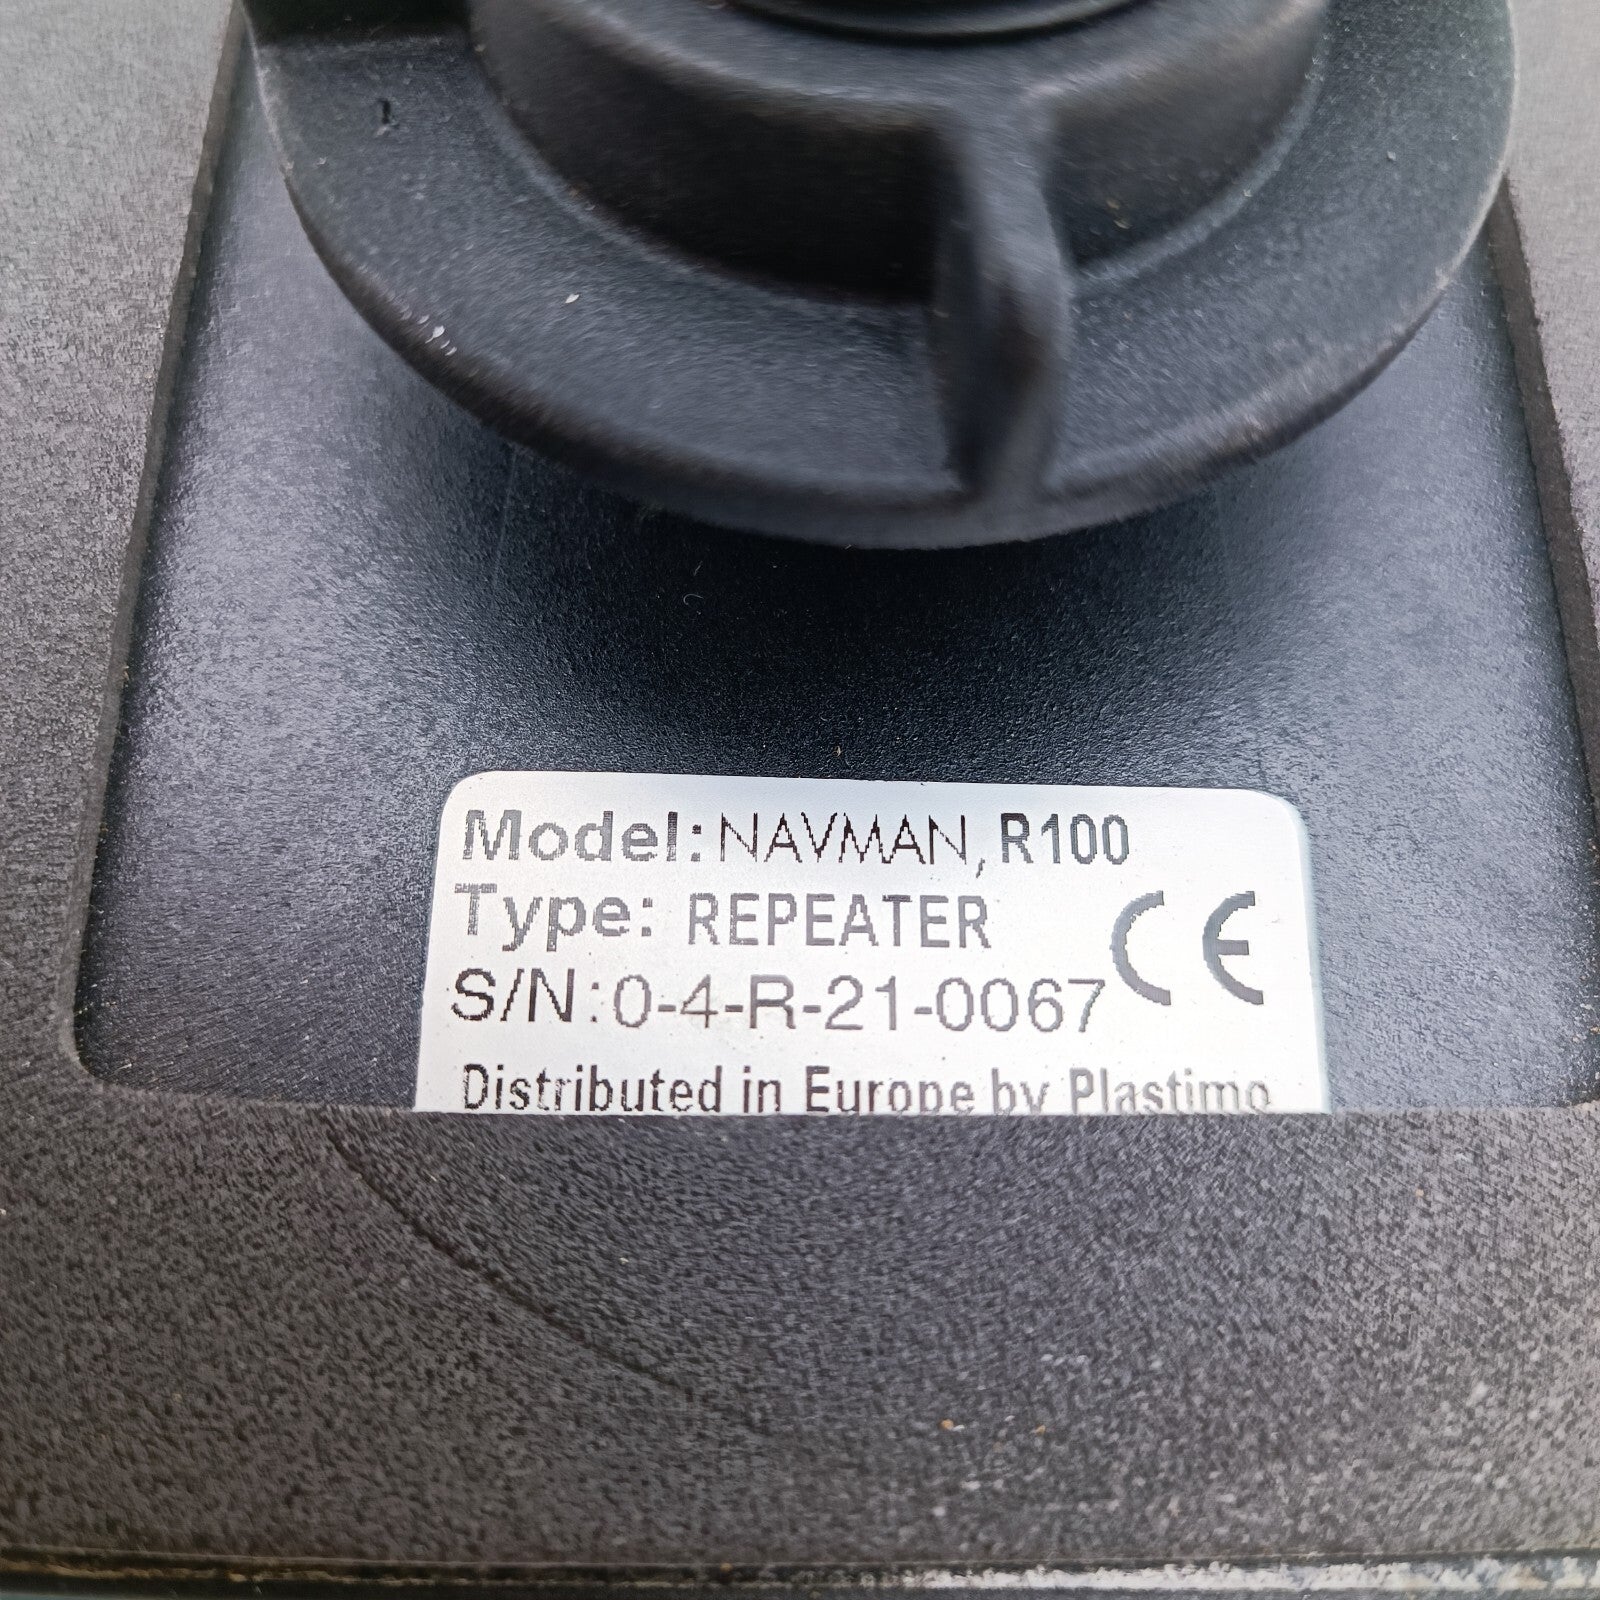 Model: NAVMAN, R100
Type: REPEATER
CE
S/N: 0-4-R-21-0067
Distributed in Europe by Plastimo